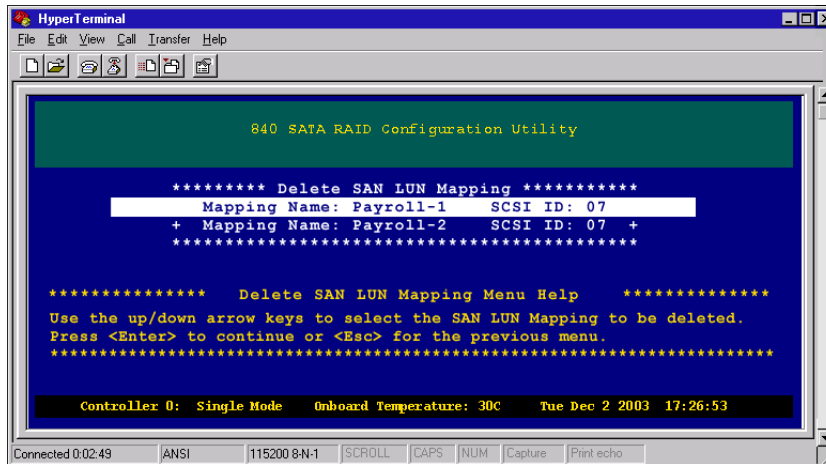 HyperTerminal
File Edit View Call Transfer Help
840 SATA RAID Configuration Utility
********* Delete SAN LUN Mapping ***********
Mapping Name: Payroll-1 SCSI ID: 07
+ Mapping Name: Payroll-2 SCSI ID: 07 +
*********************************************
*************** Delete SAN LUN Mapping Menu Help **************
Use the up/down arrow keys to select the SAN LUN Mapping to be deleted.
Press <Enter> to continue or <Esc> for the previous menu.
*************************************************************************
Controller 0: Single Mode Onboard Temperature: 30C Tue Dec 2 2003 17:26:53
Connected 0:02:49 ANSI 115200 8-N-1 SCROLL CAPS NUM Capture Print echo